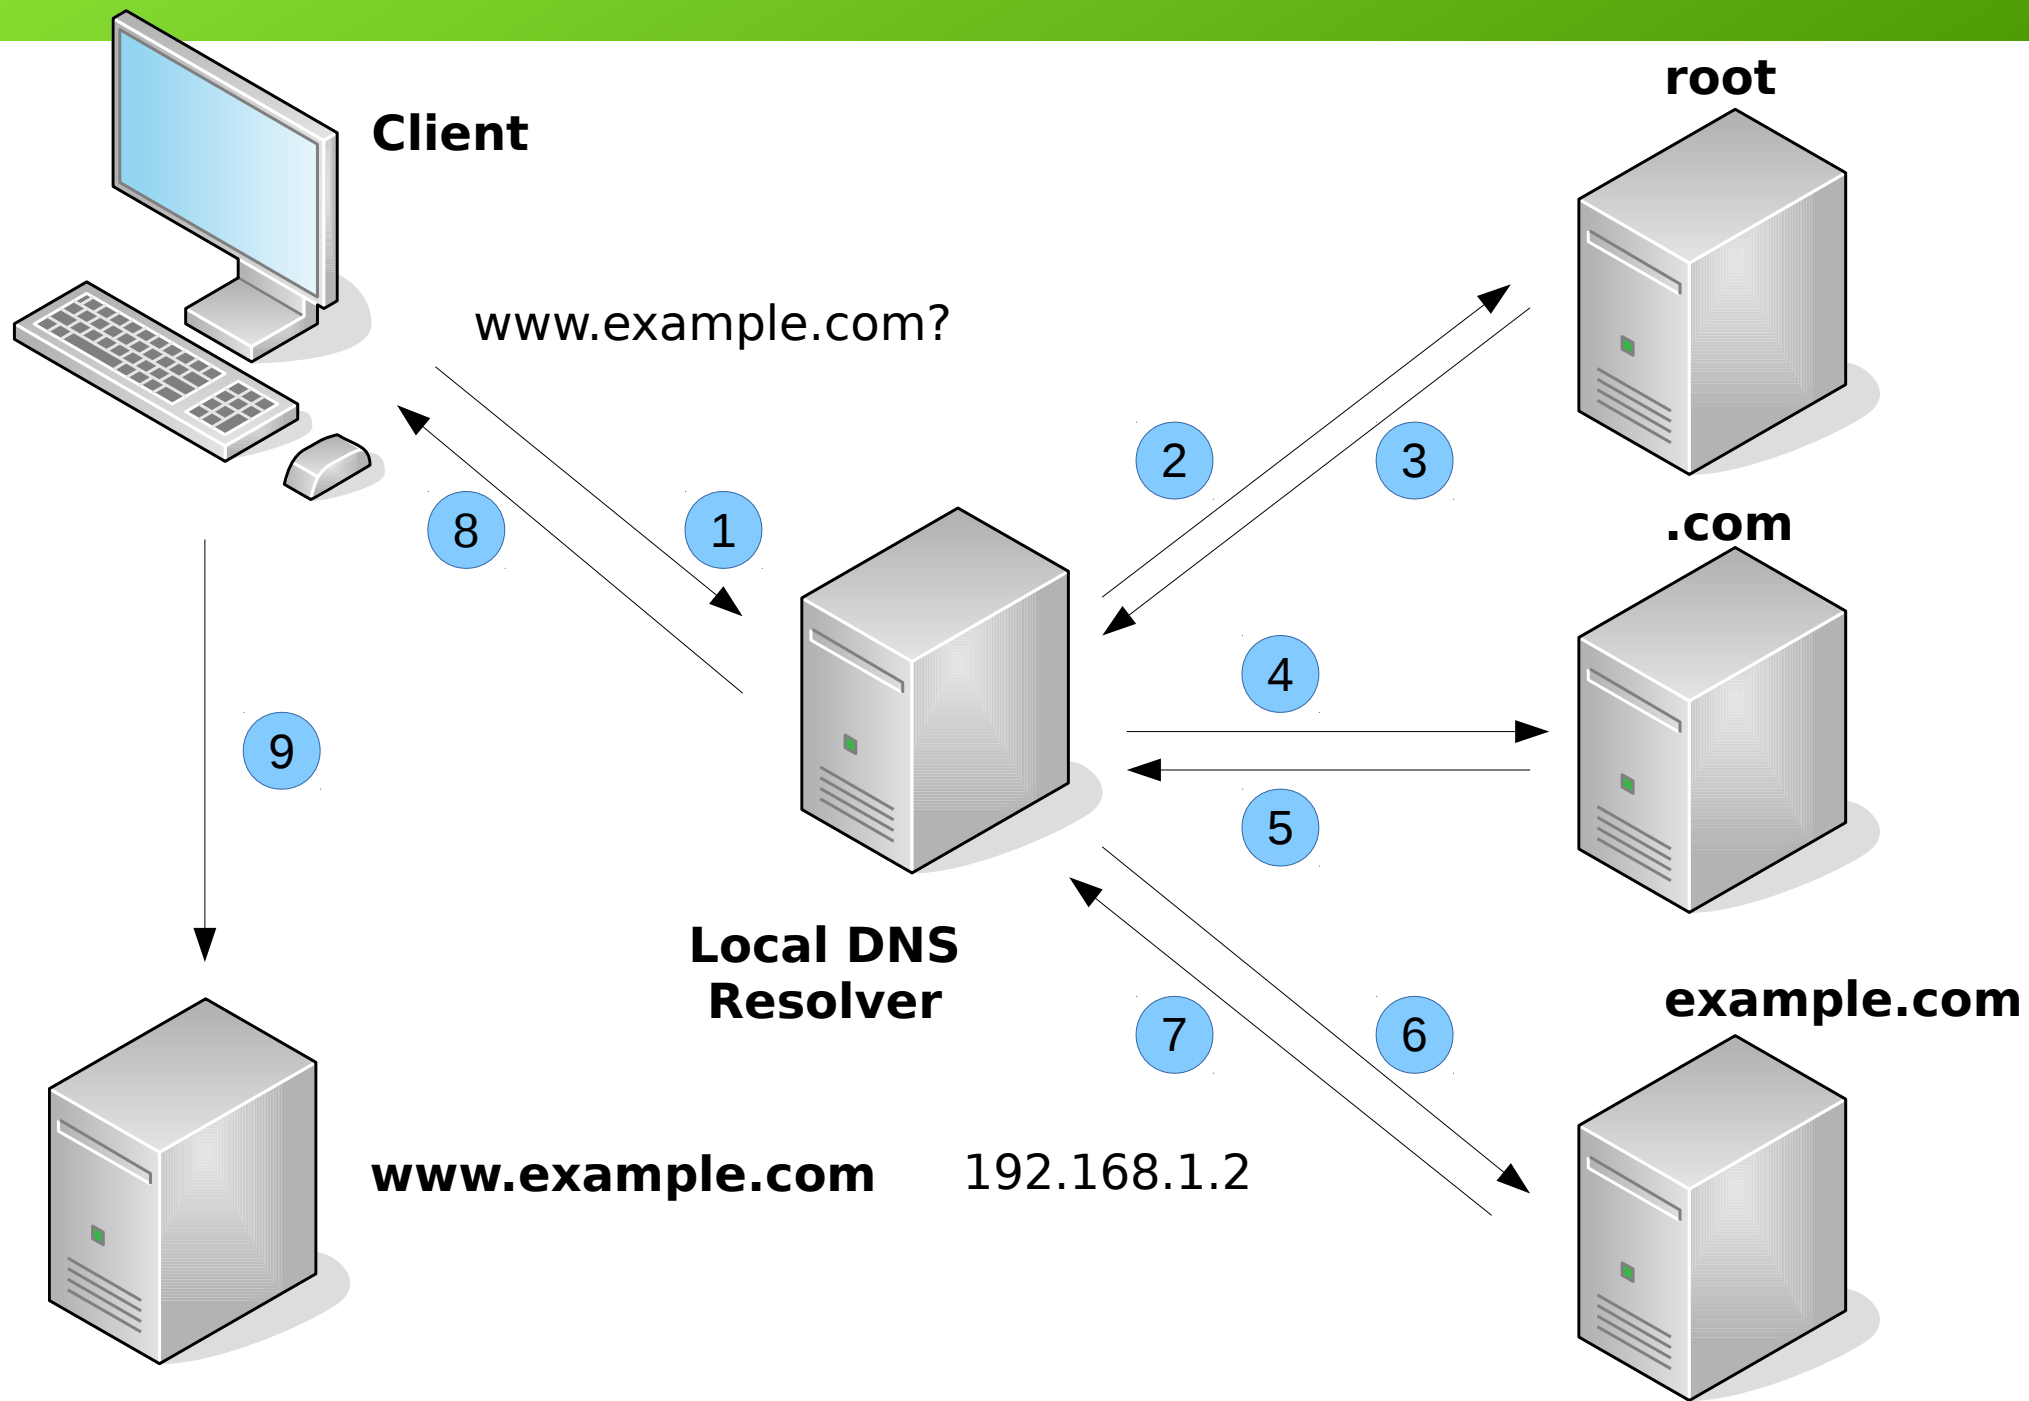 root
Client
www.example.com?
2
3
8
1
.com
4
9
5
Local DNS
Resolver
example.com
7
6
www.example.com
192.168.1.2